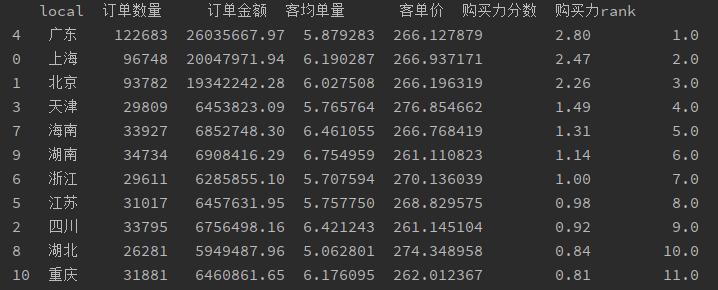 local 订单数量 订单金额 客均单量 客单价 购买力分数 购买力rank
4 广东 122683 26035667.97 5.879283 266.127879 2.80 1.0
0 上海 96748 20047971.94 6.190287 266.937171 2.47 2.0
1 北京 93782 19342242.28 6.027508 266.196319 2.26 3.0
3 天津 29809 6453823.09 5.765764 276.854662 1.49 4.0
7 海南 33927 6852748.30 6.461055 266.768419 1.31 5.0
9 湖南 34734 6908416.29 6.754959 261.110823 1.14 6.0
6 浙江 29611 6285855.10 5.707594 270.136039 1.00 7.0
5 江苏 31017 6457631.95 5.757750 268.829575 0.98 8.0
2 四川 33795 6756498.16 6.421243 261.145104 0.92 9.0
8 湖北 26281 5949487.96 5.062801 274.348958 0.84 10.0
10 重庆 31881 6460861.65 6.176095 262.012367 0.81 11.0